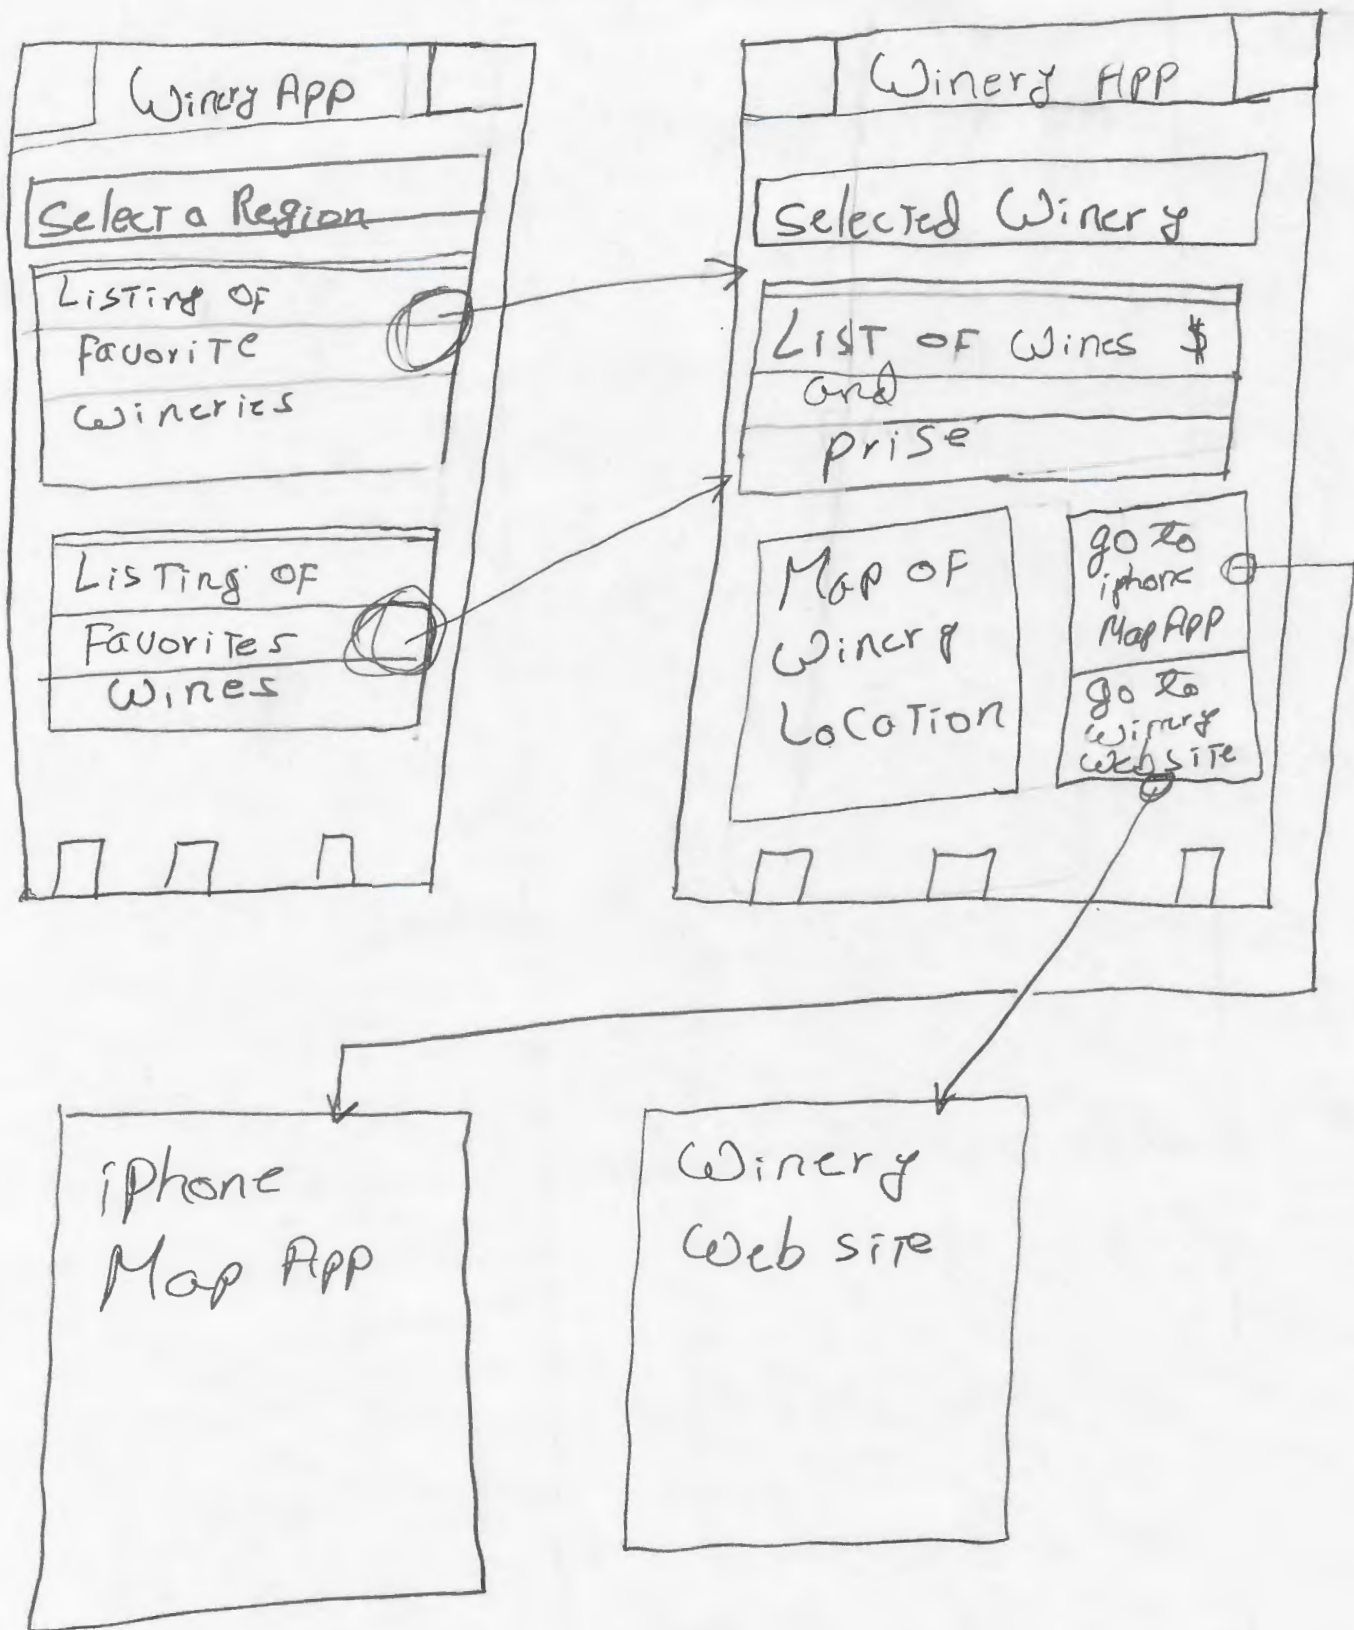 Winery App
Select a Region
Listing of
Favorite
wineries
Listing of
Favorites
wines
Winery App
Selected Winery
List of Wines $
and
prise
Map of
Winery
Location
go to
iphone
Map App
go to
winery
web site
iPhone
Map App
Winery
Web site